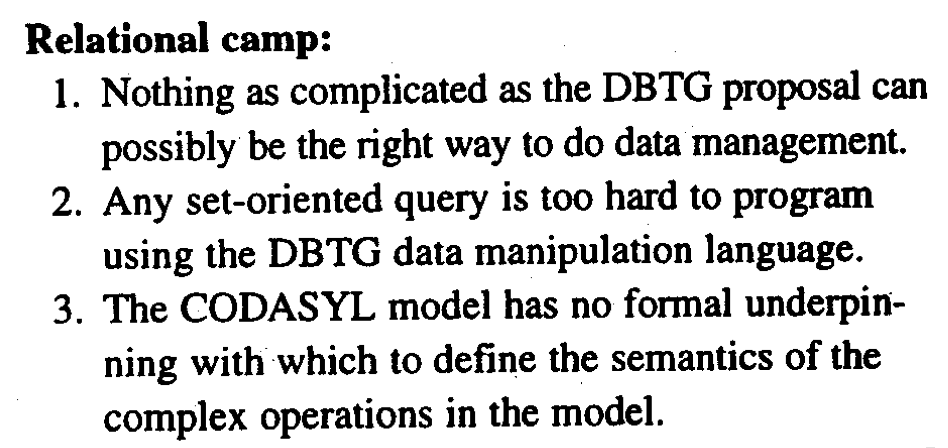 Relational camp:
1. Nothing as complicated as the DBTG proposal can
possibly be the right way to do data management.
2. Any set-oriented query is too hard to program
using the DBTG data manipulation language.
3. The CODASYL model has no formal underpin-
ning with which to define the semantics of the
complex operations in the model.